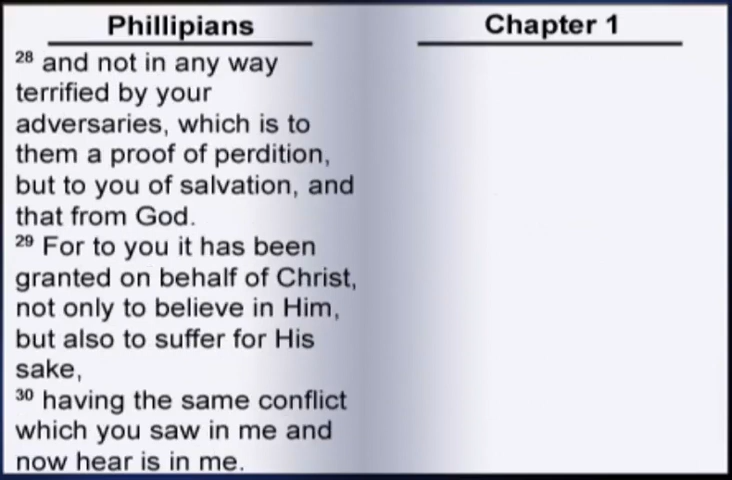 Phillipians
Chapter 1
28 and not in any way
terrified by your
adversaries, which is to
them a proof of perdition,
but to you of salvation, and
that from God.
29 For to you it has been
granted on behalf of Christ,
not only to believe in Him,
but also to suffer for His
sake,
30 having the same conflict
which you saw in me and
now hear is in me.